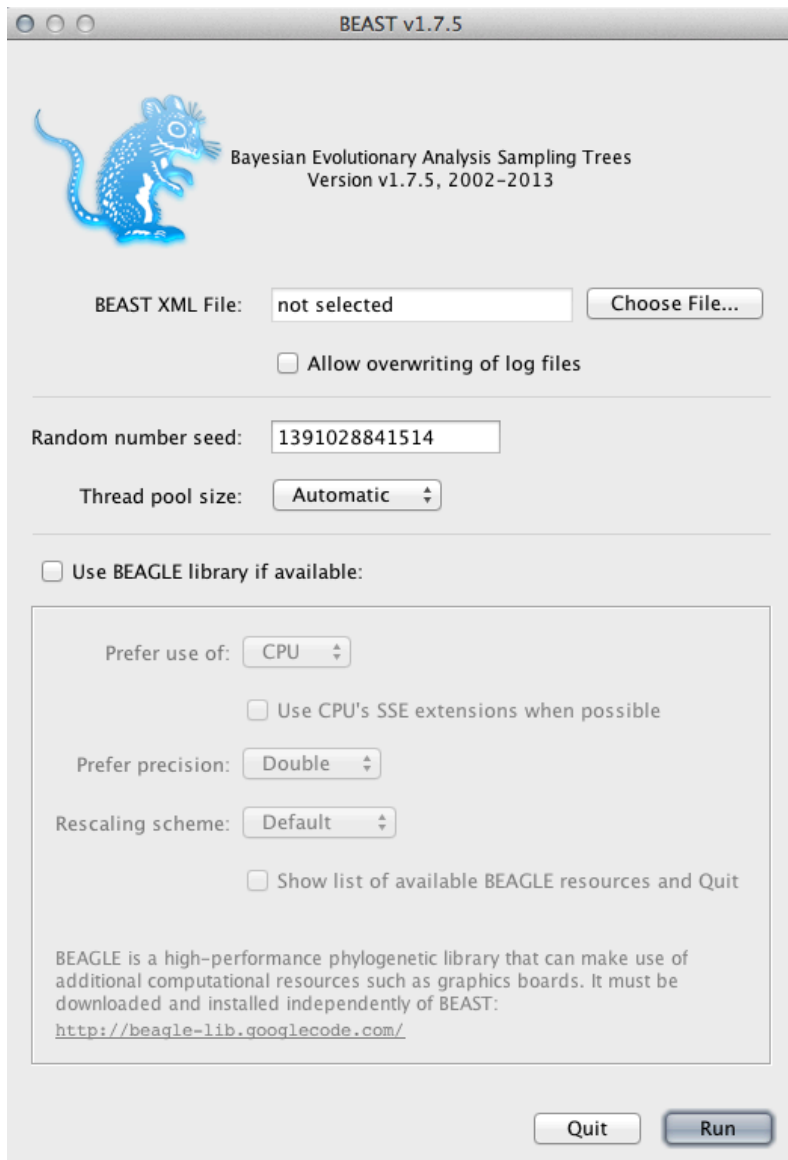 BEAST v1.7.5
Bayesian Evolutionary Analysis Sampling Trees
Version v1.7.5, 2002–2013
BEAST XML File: not selected Choose File...
Allow overwriting of log files
Random number seed: 1391028841514
Thread pool size: Automatic
Use BEAGLE library if available:
Prefer use of: CPU
Use CPU's SSE extensions when possible
Prefer precision: Double
Rescaling scheme: Default
Show list of available BEAGLE resources and Quit
BEAGLE is a high-performance phylogenetic library that can make use of
additional computational resources such as graphics boards. It must be
downloaded and installed independently of BEAST:
http://beagle-lib.googlecode.com/
Quit Run